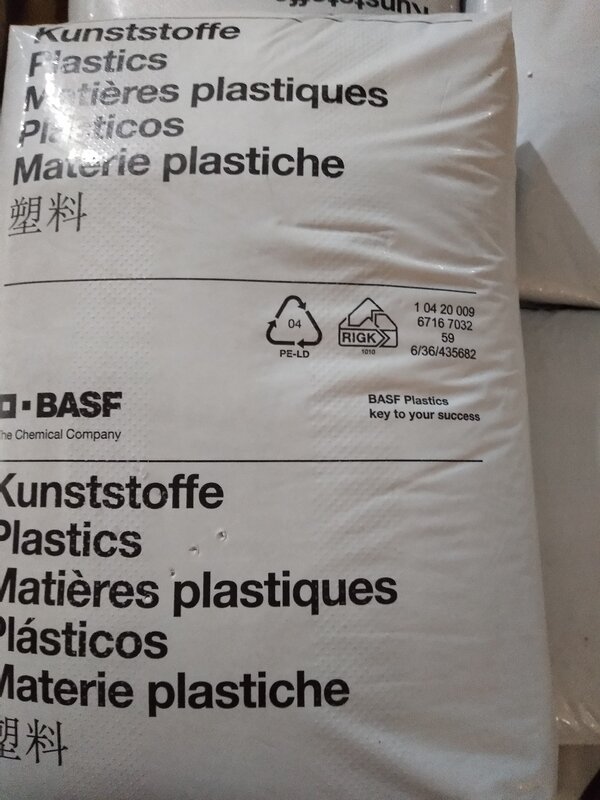 Kunststoffe
Kunststoffe
Plastics
Matières plastiques
Plásticos
Materie plastiche
塑料
04
PE-LD
RIGK
1010
1 04 20 009
6716 7032
59
6/36/435682
BASF
The Chemical Company
BASF Plastics
key to your success
Kunststoffe
Plastics
Matières plastiques
Plásticos
Materie plastiche
塑料